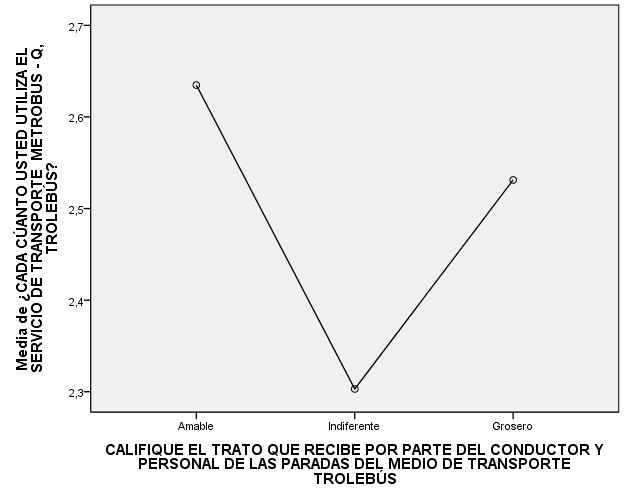 Media de ¿CADA CÚANTO USTED UTILIZA EL
SERVICIO DE TRANSPORTE METROBUS - Q,
TROLEBÚS?
2,7
2,6
2,5
2,4
2,3
Amable
Indiferente
Grosero
CALIFIQUE EL TRATO QUE RECIBE POR PARTE DEL CONDUCTOR Y
PERSONAL DE LAS PARADAS DEL MEDIO DE TRANSPORTE
TROLEBÚS